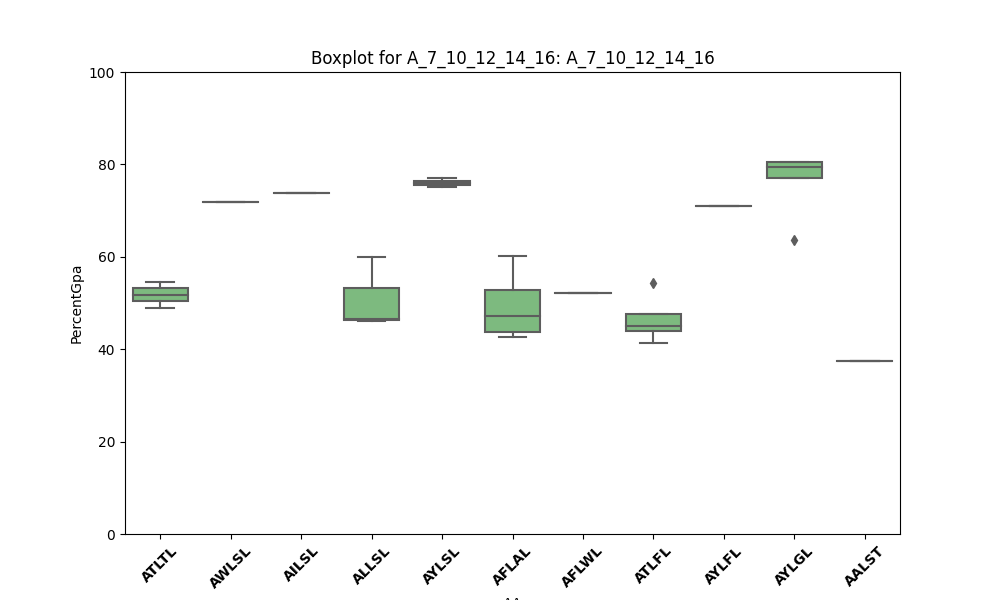 Boxplot for A_7_10_12_14_16: A_7_10_12_14_16
100
80
60
40
20
0
PercentGpa
ATLTL
AWLSL
AILSL
ALLSL
AYLSL
AFLAL
AFLWL
ATLFL
AYLFL
AYLGL
AALST